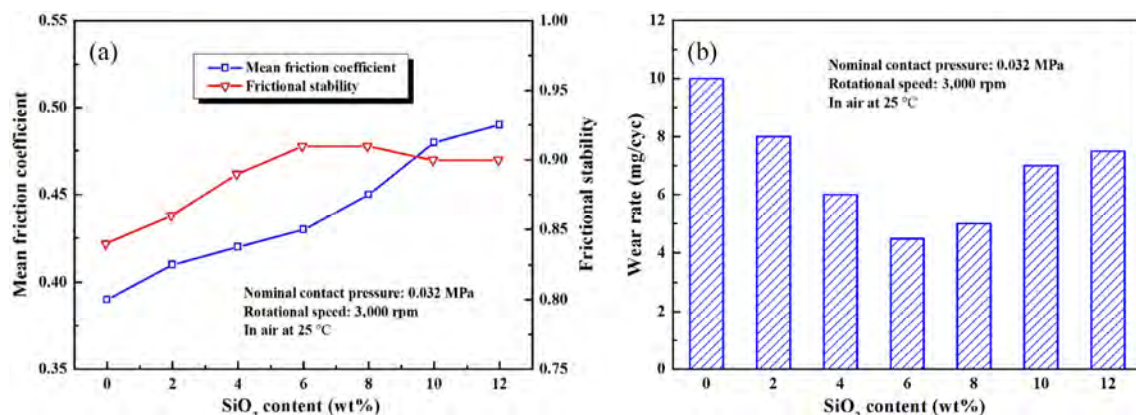 (a)
Mean friction coefficient
Frictional stability
0.55
0.50
0.45
0.40
0.35
Mean friction coefficient
1.00
0.95
0.90
0.85
0.80
0.75
Frictional stability
Nominal contact pressure: 0.032 MPa
Rotational speed: 3,000 rpm
In air at 25 ℃
0 2 4 6 8 10 12
SiO₂ content (wt%)
(b)
Nominal contact pressure: 0.032 MPa
Rotational speed: 3,000 rpm
In air at 25 ℃
12
10
8
6
4
2
0
Wear rate (mg/cyc)
0 2 4 6 8 10 12
SiO₂ content (wt%)